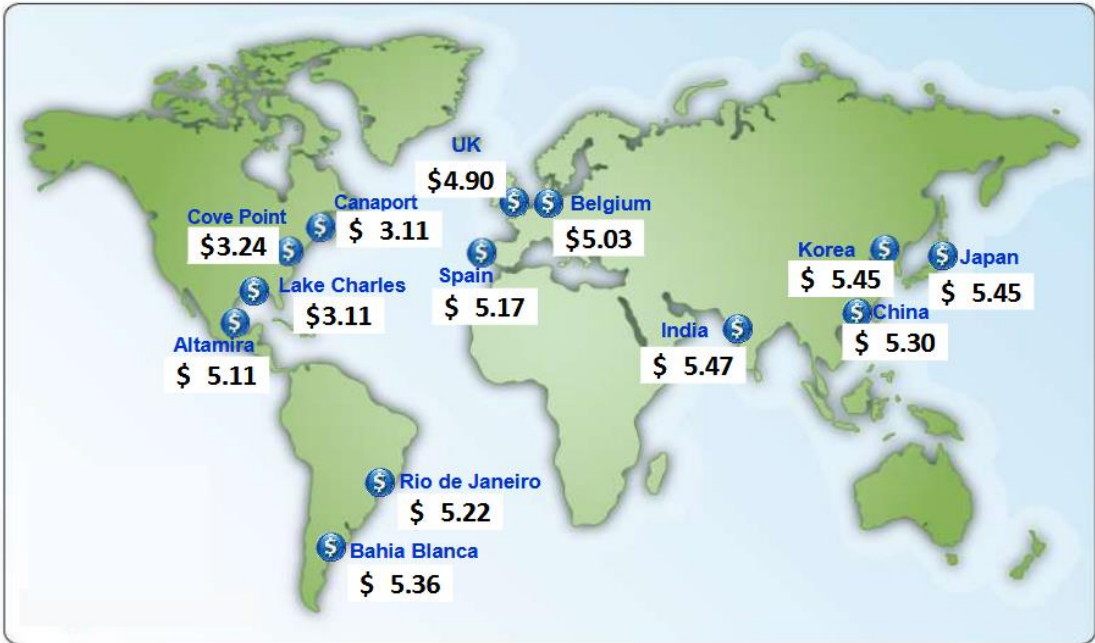 UK
$4.90
Belgium
$5.03
Canaport
$ 3.11
Cove Point
$3.24
Lake Charles
$3.11
Altamira
$ 5.11
Spain
$ 5.17
Korea
$ 5.45
Japan
$ 5.45
China
$ 5.30
India
$ 5.47
Rio de Janeiro
$ 5.22
Bahia Blanca
$ 5.36